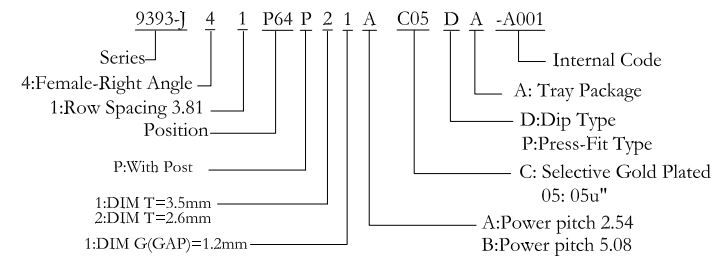 9393-J 4 1 P64 P 2 1 A C05 D A -A001
Series
Internal Code
4:Female-Right Angle
A: Tray Package
1:Row Spacing 3.81
D:Dip Type
Position
P:Press-Fit Type
P:With Post
C: Selective Gold Plated
05: 05u"
1:DIM T=3.5mm
2:DIM T=2.6mm
A:Power pitch 2.54
1:DIM G(GAP)=1.2mm
B:Power pitch 5.08